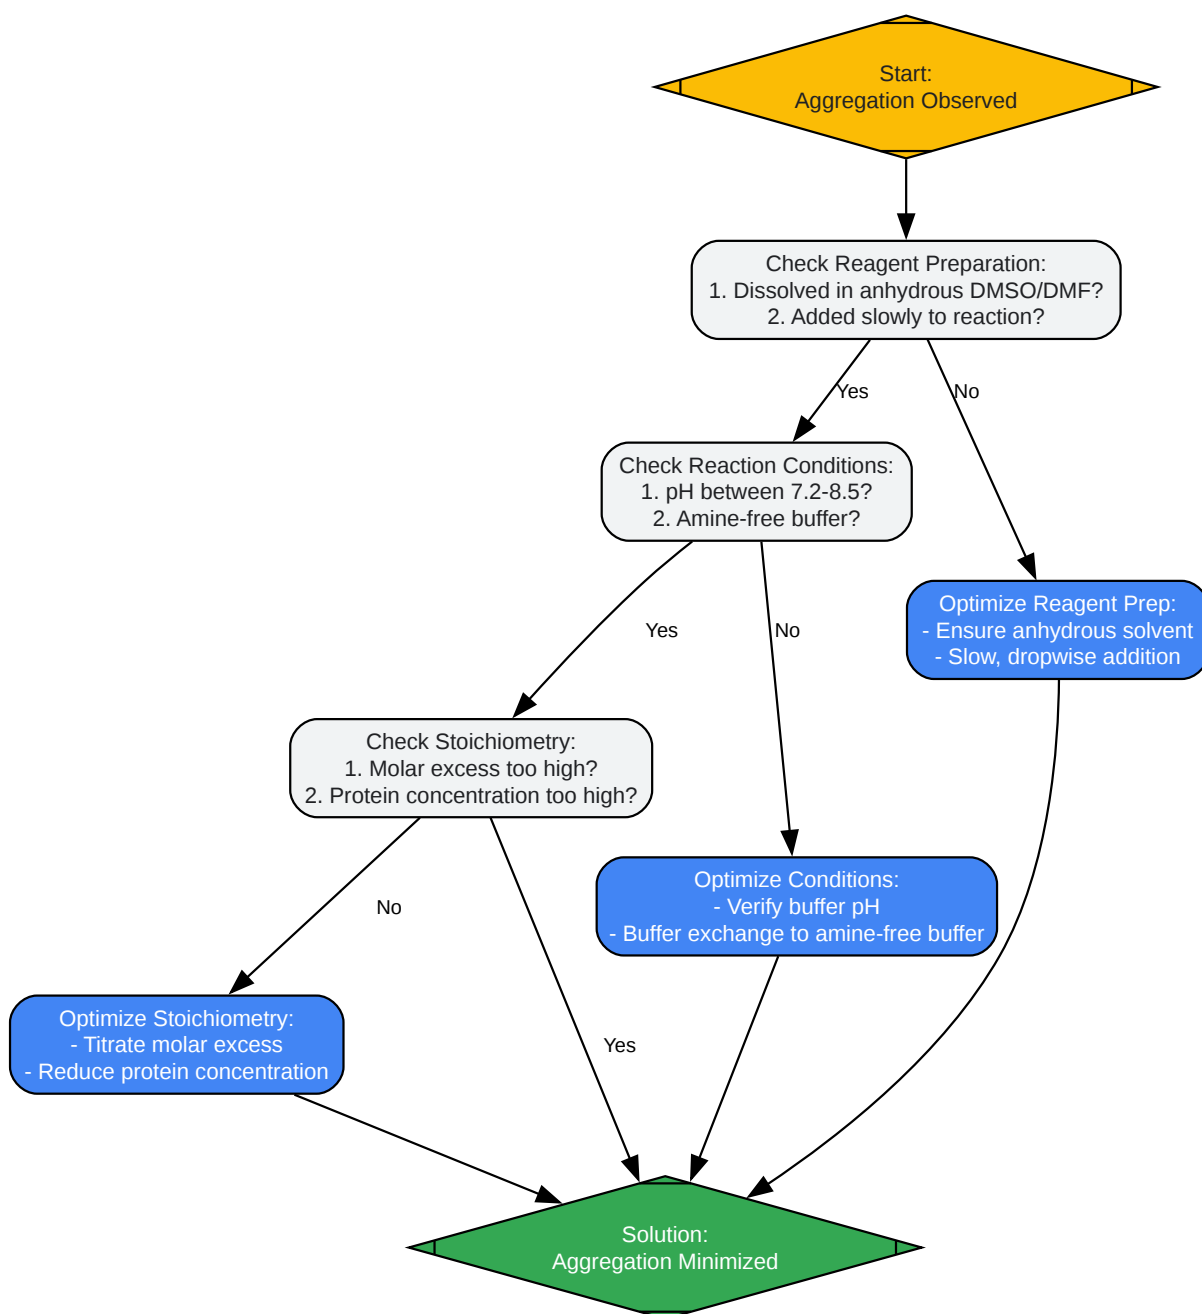 Start:
Aggregation Observed
Check Reagent Preparation:
1. Dissolved in anhydrous DMSO/DMF?
2. Added slowly to reaction?
Yes
No
Check Reaction Conditions:
1. pH between 7.2-8.5?
2. Amine-free buffer?
Optimize Reagent Prep:
- Ensure anhydrous solvent
- Slow, dropwise addition
Yes
No
Check Stoichiometry:
1. Molar excess too high?
2. Protein concentration too high?
Optimize Conditions:
- Verify buffer pH
- Buffer exchange to amine-free buffer
No
Yes
Optimize Stoichiometry:
- Titrate molar excess
- Reduce protein concentration
Solution:
Aggregation Minimized